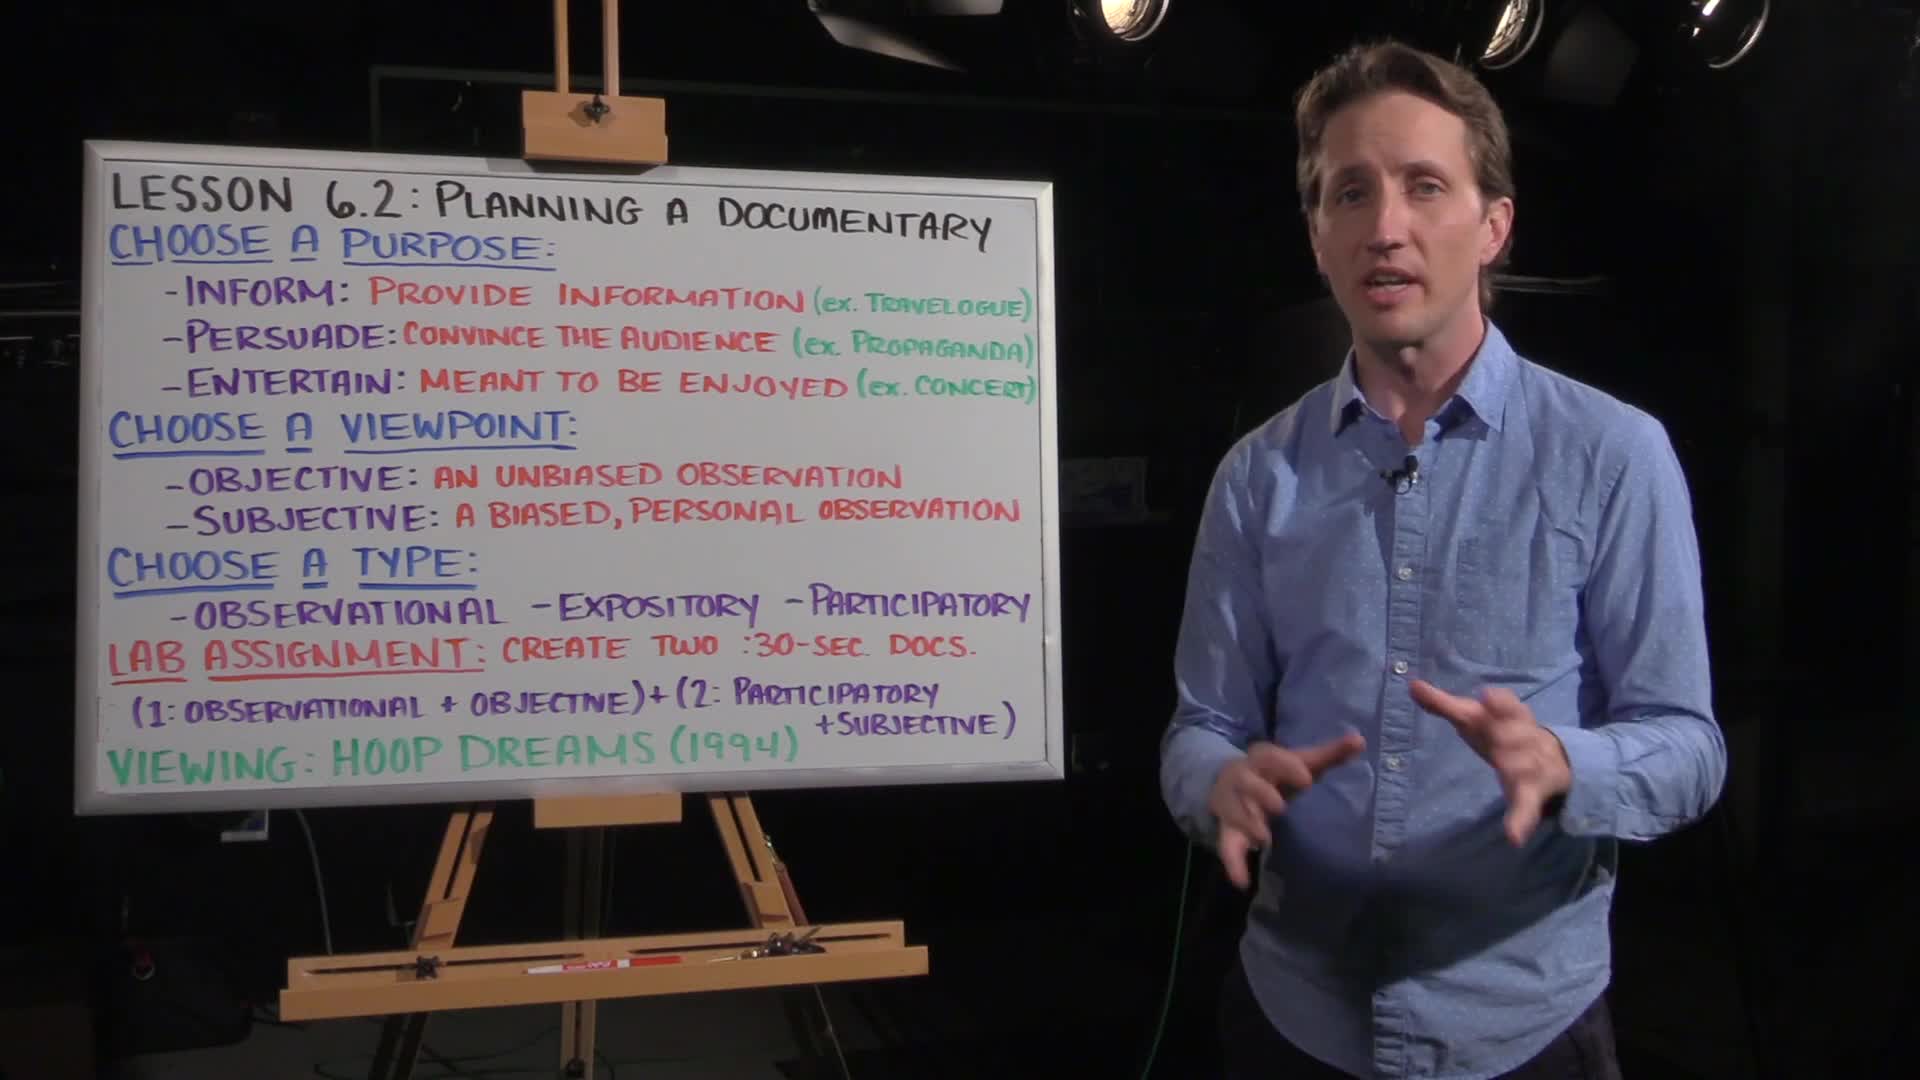 LESSON 6.2: PLANNING A DOCUMENTARY
CHOOSE A PURPOSE:
-INFORM: PROVIDE INFORMATION (ex. TRAVELOGUE)
-PERSUADE: CONVINCE THE AUDIENCE (ex. PROPAGANDA)
-ENTERTAIN: MEANT TO BE ENJOYED (ex. CONCERT)
CHOOSE A VIEWPOINT:
-OBJECTIVE: AN UNBIASED OBSERVATION
-SUBJECTIVE: A BIASED, PERSONAL OBSERVATION
CHOOSE A TYPE:
-OBSERVATIONAL -EXPOSITORY -PARTICIPATORY
LAB ASSIGNMENT: CREATE TWO :30-SEC. DOCS.
(1: OBSERVATIONAL + OBJECTIVE) + (2: PARTICIPATORY
+SUBJECTIVE)
VIEWING: HOOP DREAMS (1994)